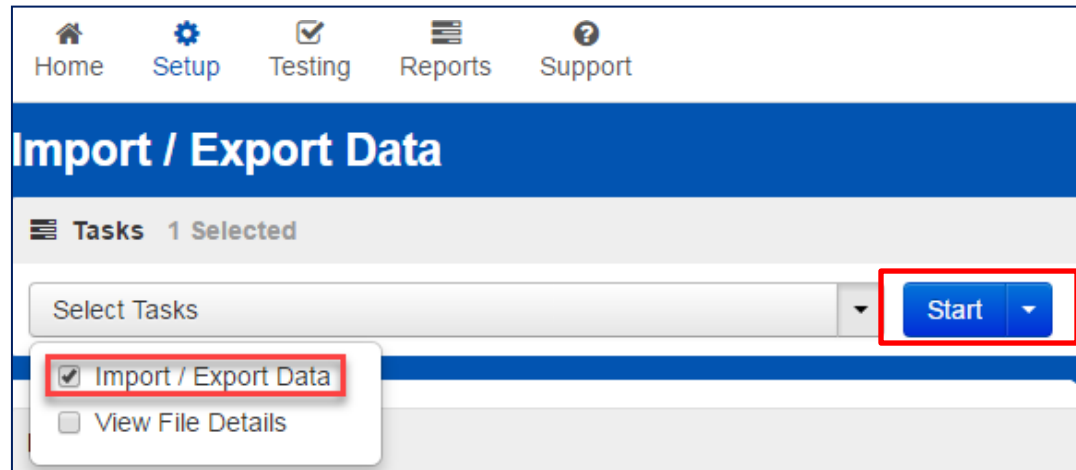 Home Setup Testing Reports Support
Import / Export Data
Tasks 1 Selected
Select Tasks Start
Import / Export Data
View File Details